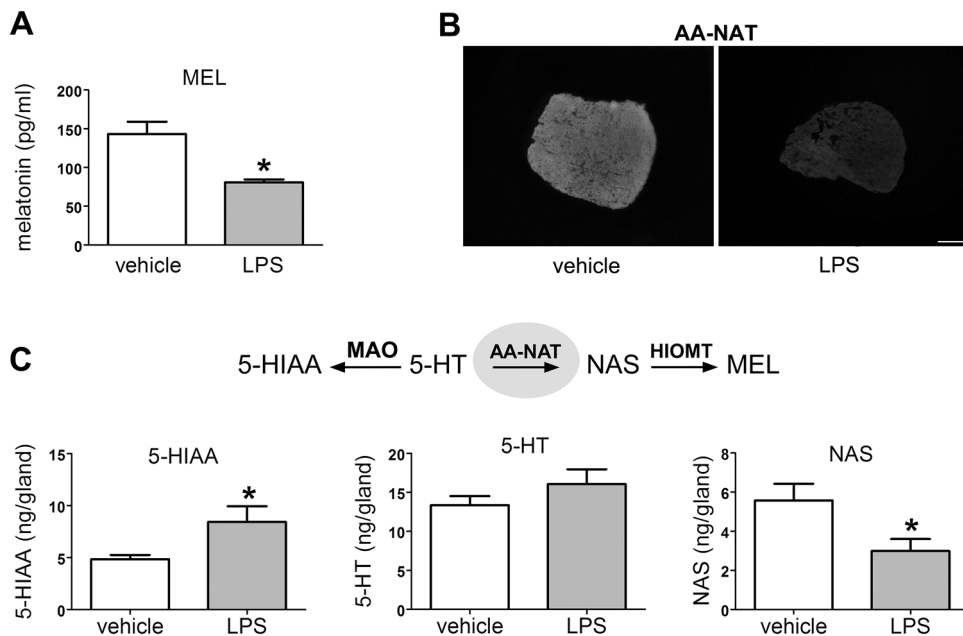 A
MEL
melatonin (pg/ml)
200
150
100
50
0
*
vehicle
LPS
B
AA-NAT
vehicle
LPS
C
5-HIAA MAO 5-HT AA-NAT NAS HIOMT MEL
5-HIAA
5-HIAA (ng/gland)
15
10
5
0
*
vehicle
LPS
5-HT
5-HT (ng/gland)
20
15
10
5
0
vehicle
LPS
NAS
NAS (ng/gland)
8
6
4
2
0
*
vehicle
LPS